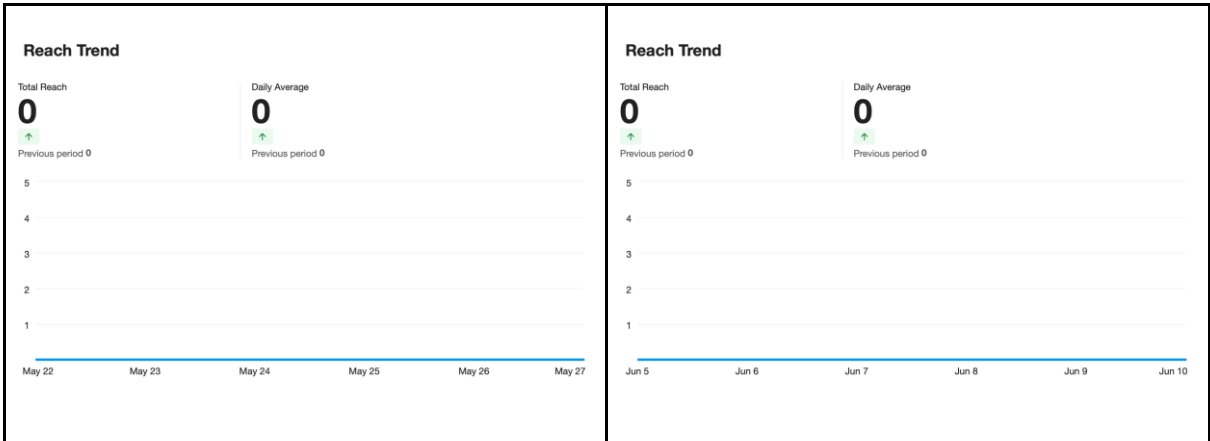 Reach Trend
Total Reach
Daily Average
0
0
↑
↑
Previous period 0
Previous period 0
5
4
3
2
1
May 22 May 23 May 24 May 25 May 26 May 27
Reach Trend
Total Reach
Daily Average
0
0
↑
↑
Previous period 0
Previous period 0
5
4
3
2
1
Jun 5 Jun 6 Jun 7 Jun 8 Jun 9 Jun 10